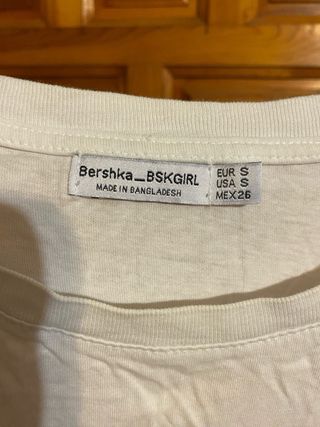 Bershka_BSKGIRL
MADE IN BANGLADESH
EUR S
USA S
MEX26